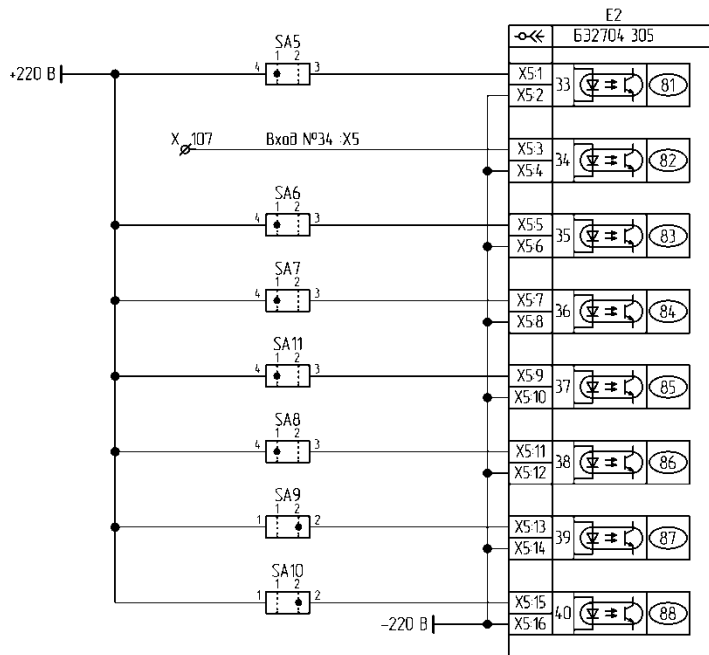 E2
БЭ2704 305
+220 В
SA5
1 2
4 3
X5:1
X5:2
33
81
X 107
Вход №34 :X5
X5:3
X5:4
34
82
SA6
1 2
4 3
X5:5
X5:6
35
83
SA7
1 2
4 3
X5:7
X5:8
36
84
SA11
1 2
4 3
X5:9
X5:10
37
85
SA8
1 2
4 3
X5:11
X5:12
38
86
SA9
1 2
1 2
X5:13
X5:14
39
87
SA10
1 2
1 2
X5:15
X5:16
40
88
-220 В